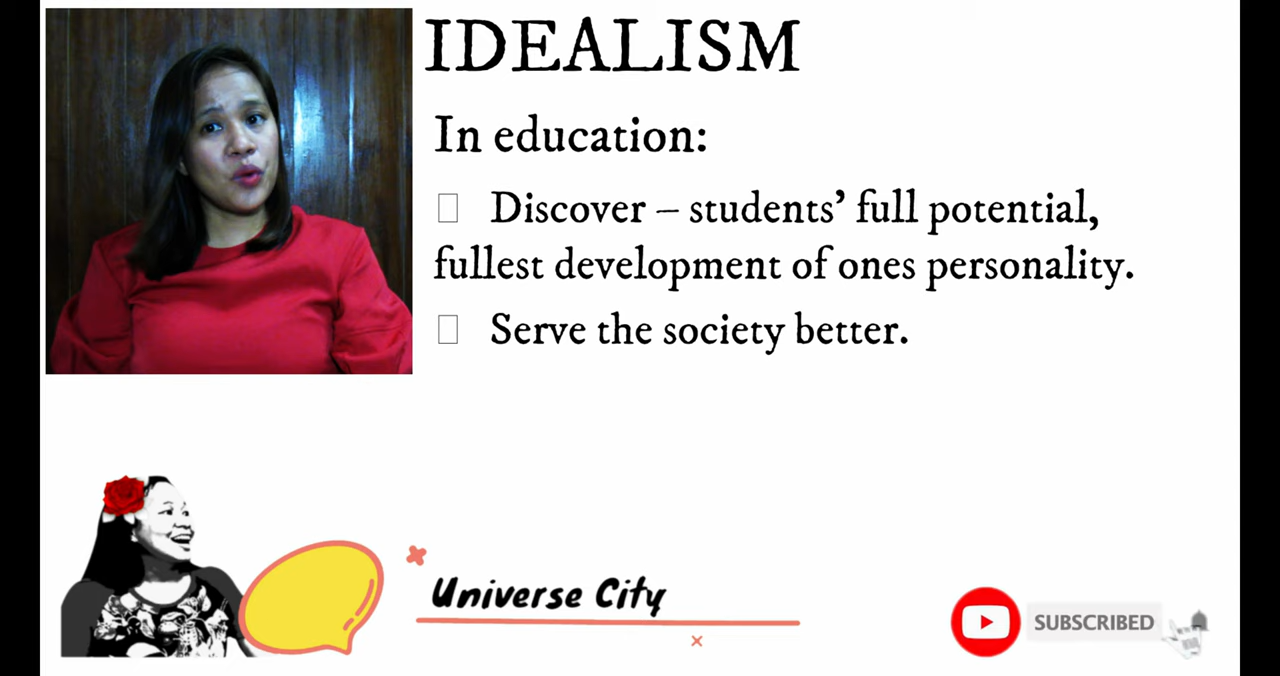 IDEALISM
In education:
Discover – students’ full potential,
fullest development of ones personality.
Serve the society better.
Universe City
SUBSCRIBED